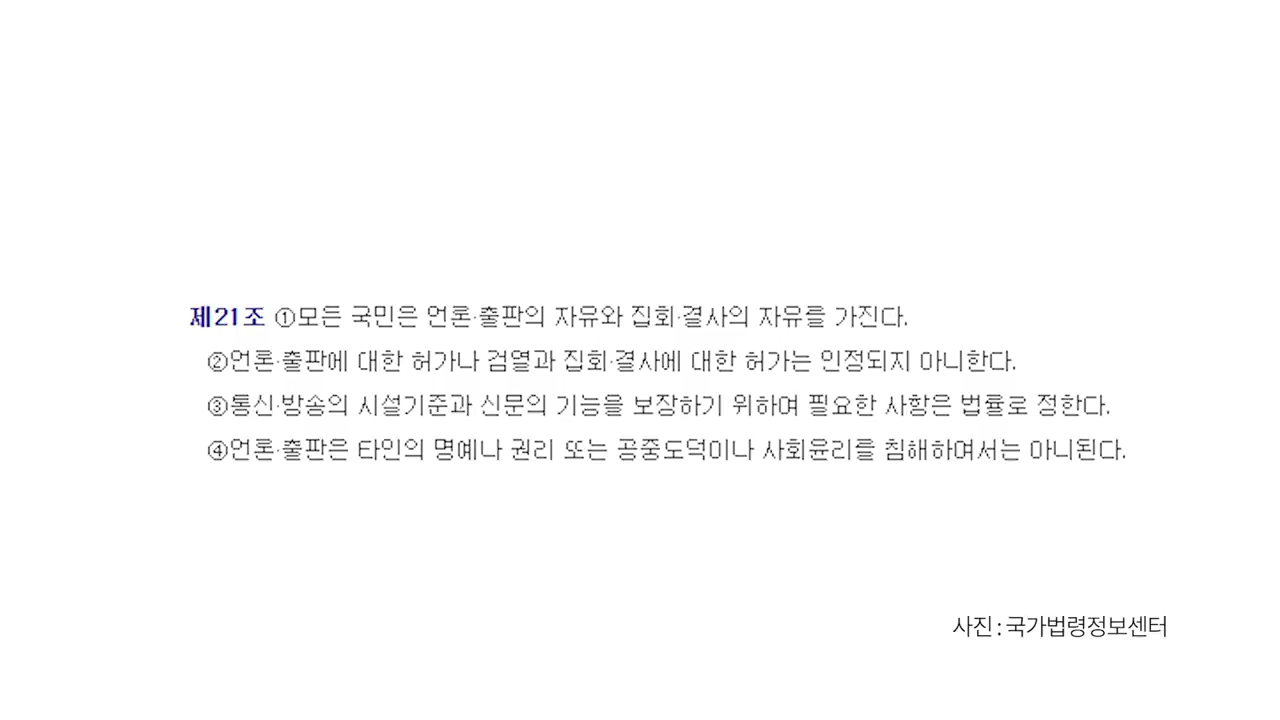 제21조 ①모든 국민은 언론·출판의 자유와 집회·결사의 자유를 가진다.
②언론·출판에 대한 허가나 검열과 집회·결사에 대한 허가는 인정되지 아니한다.
③통신·방송의 시설기준과 신문의 기능을 보장하기 위하여 필요한 사항은 법률로 정한다.
④언론·출판은 타인의 명예나 권리 또는 공중도덕이나 사회윤리를 침해하여서는 아니된다.
사진 : 국가법령정보센터